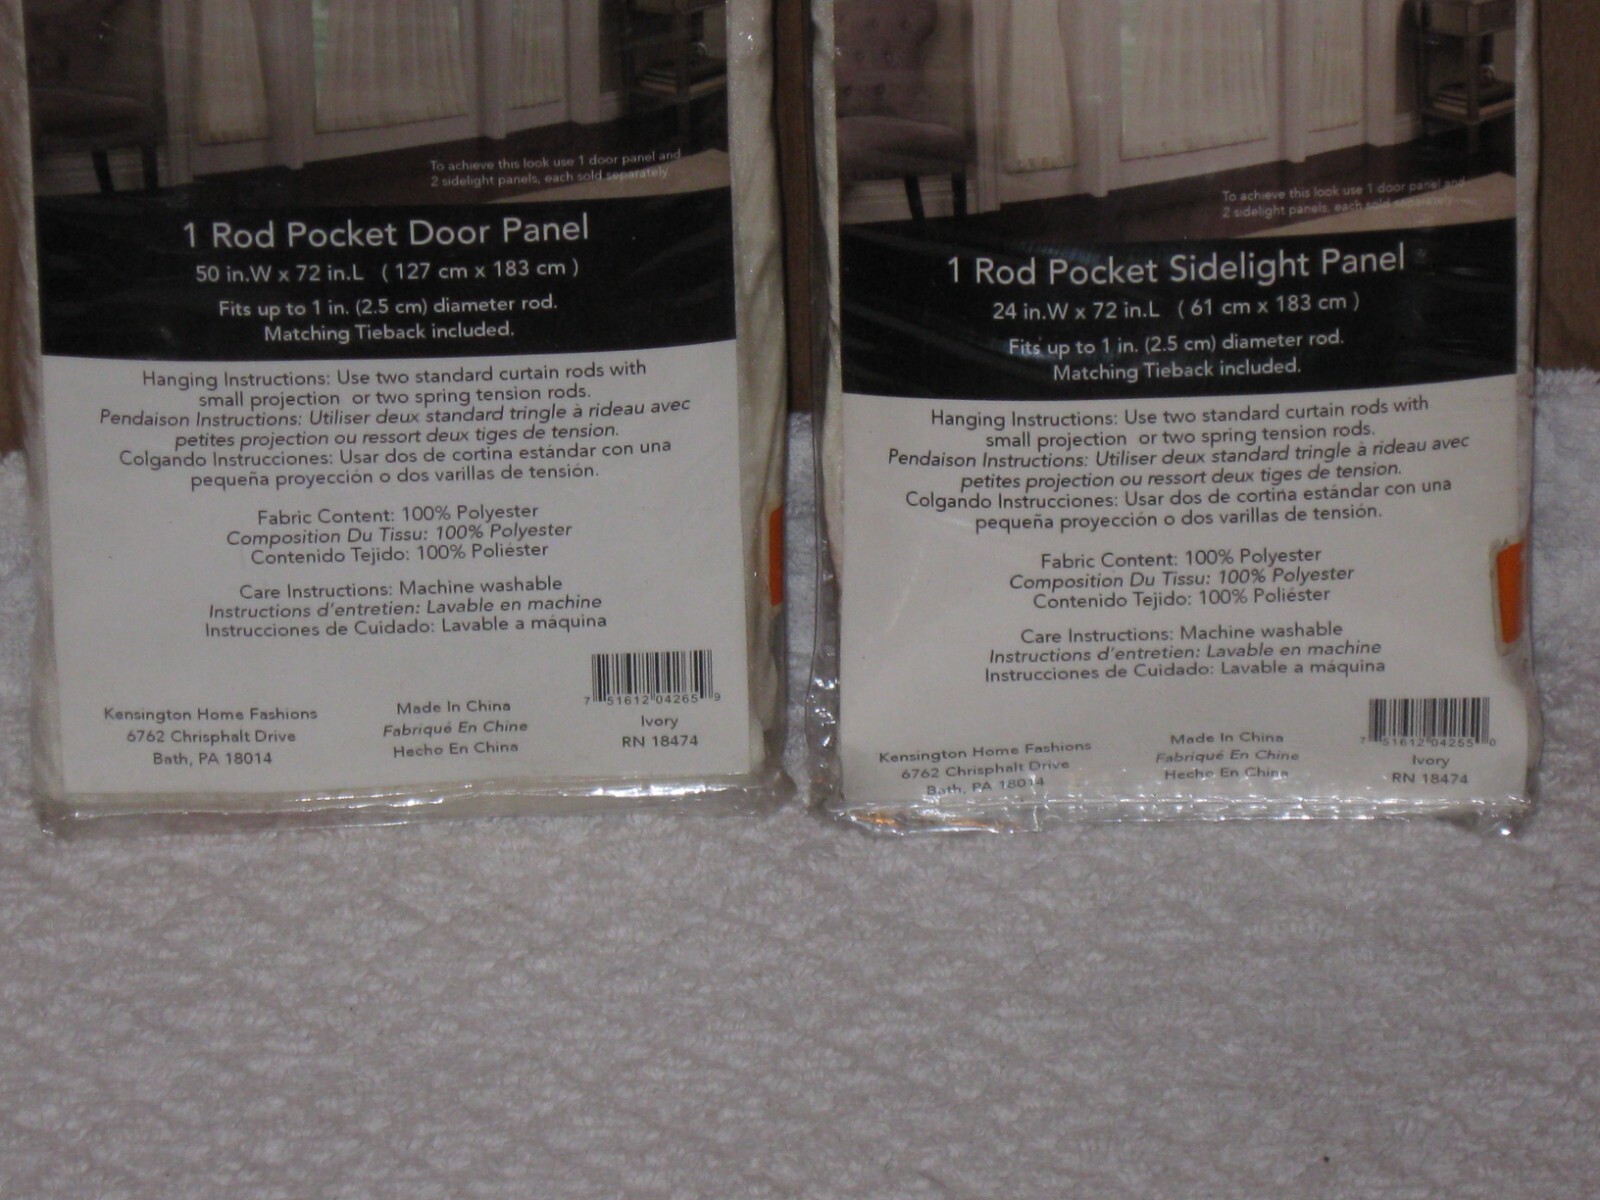 To achieve this look use 1 door panel and
2 sidelight panels, each sold separately
1 Rod Pocket Door Panel
50 in.W x 72 in.L ( 127 cm x 183 cm )
Fits up to 1 in. (2.5 cm) diameter rod.
Matching Tieback included.
Hanging Instructions: Use two standard curtain rods with
small projection or two spring tension rods.
Pendaison Instructions: Utiliser deux standard tringle à rideau avec
petites projection ou ressort deux tiges de tension.
Colgando Instrucciones: Usar dos de cortina estándar con una
pequeña proyección o dos varillas de tensión.
Fabric Content: 100% Polyester
Composition Du Tissu: 100% Polyester
Contenido Tejido: 100% Poliéster
Care Instructions: Machine washable
Instructions d'entretien: Lavable en machine
Instrucciones de Cuidado: Lavable a máquina
Kensington Home Fashions
6762 Chrisphalt Drive
Bath, PA 18014
Made In China
Fabriqué En Chine
Hecho En China
7 51612 04265 9
Ivory
RN 18474
To achieve this look use 1 door panel and
2 sidelight panels, each sold separately
1 Rod Pocket Sidelight Panel
24 in.W x 72 in.L ( 61 cm x 183 cm )
Fits up to 1 in. (2.5 cm) diameter rod.
Matching Tieback included.
Hanging Instructions: Use two standard curtain rods with
small projection or two spring tension rods.
Pendaison Instructions: Utiliser deux standard tringle à rideau avec
petites projection ou ressort deux tiges de tension.
Colgando Instrucciones: Usar dos de cortina estándar con una
pequeña proyección o dos varillas de tensión.
Fabric Content: 100% Polyester
Composition Du Tissu: 100% Polyester
Contenido Tejido: 100% Poliéster
Care Instructions: Machine washable
Instructions d'entretien: Lavable en machine
Instrucciones de Cuidado: Lavable a máquina
Kensington Home Fashions
6762 Chrisphalt Drive
Bath, PA 18014
Made In China
Fabriqué En Chine
Hecho En China
7 51612 04255 0
Ivory
RN 18474